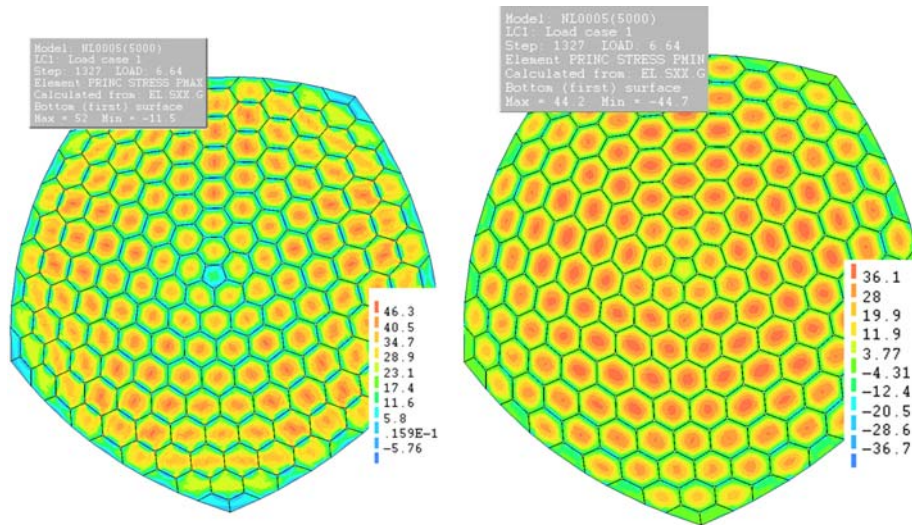 Model: NL0005(5000)
LC1: Load case 1
Step: 1327 LOAD: 6.64
Element PRINC STRESS PMAX
Calculated from: EL.SXX.G
Bottom (first) surface
Max = 52 Min = -11.5
46.3
40.5
34.7
28.9
23.1
17.4
11.6
5.8
.159E-1
-5.76
Model: NL0005(5000)
LC1: Load case 1
Step: 1327 LOAD: 6.64
Element PRINC STRESS PMIN
Calculated from: EL.SXX.G
Bottom (first) surface
Max = 44.2 Min = -44.7
36.1
28
19.9
11.9
3.77
-4.31
-12.4
-20.5
-28.6
-36.7